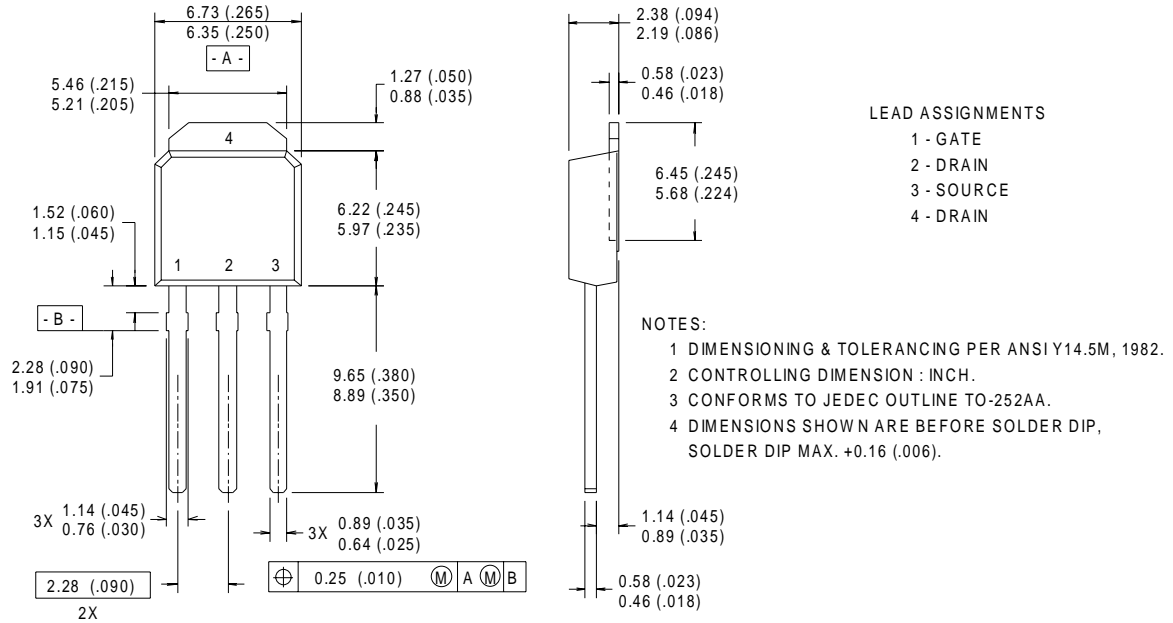 6.73 (.265)
6.35 (.250)
- A -
5.46 (.215)
5.21 (.205)
1.27 (.050)
0.88 (.035)
4
1.52 (.060)
1.15 (.045)
6.22 (.245)
5.97 (.235)
1 2 3
- B -
2.28 (.090)
1.91 (.075)
9.65 (.380)
8.89 (.350)
3X 1.14 (.045)
0.76 (.030)
3X 0.89 (.035)
0.64 (.025)
2.28 (.090)
2X
⌖ 0.25 (.010) Ⓜ A Ⓜ B
2.38 (.094)
2.19 (.086)
0.58 (.023)
0.46 (.018)
6.45 (.245)
5.68 (.224)
1.14 (.045)
0.89 (.035)
0.58 (.023)
0.46 (.018)
LEAD ASSIGNMENTS
1 - GATE
2 - DRAIN
3 - SOURCE
4 - DRAIN
NOTES:
1 DIMENSIONING & TOLERANCING PER ANSI Y14.5M, 1982.
2 CONTROLLING DIMENSION : INCH.
3 CONFORMS TO JEDEC OUTLINE TO-252AA.
4 DIMENSIONS SHOWN ARE BEFORE SOLDER DIP,
SOLDER DIP MAX. +0.16 (.006).